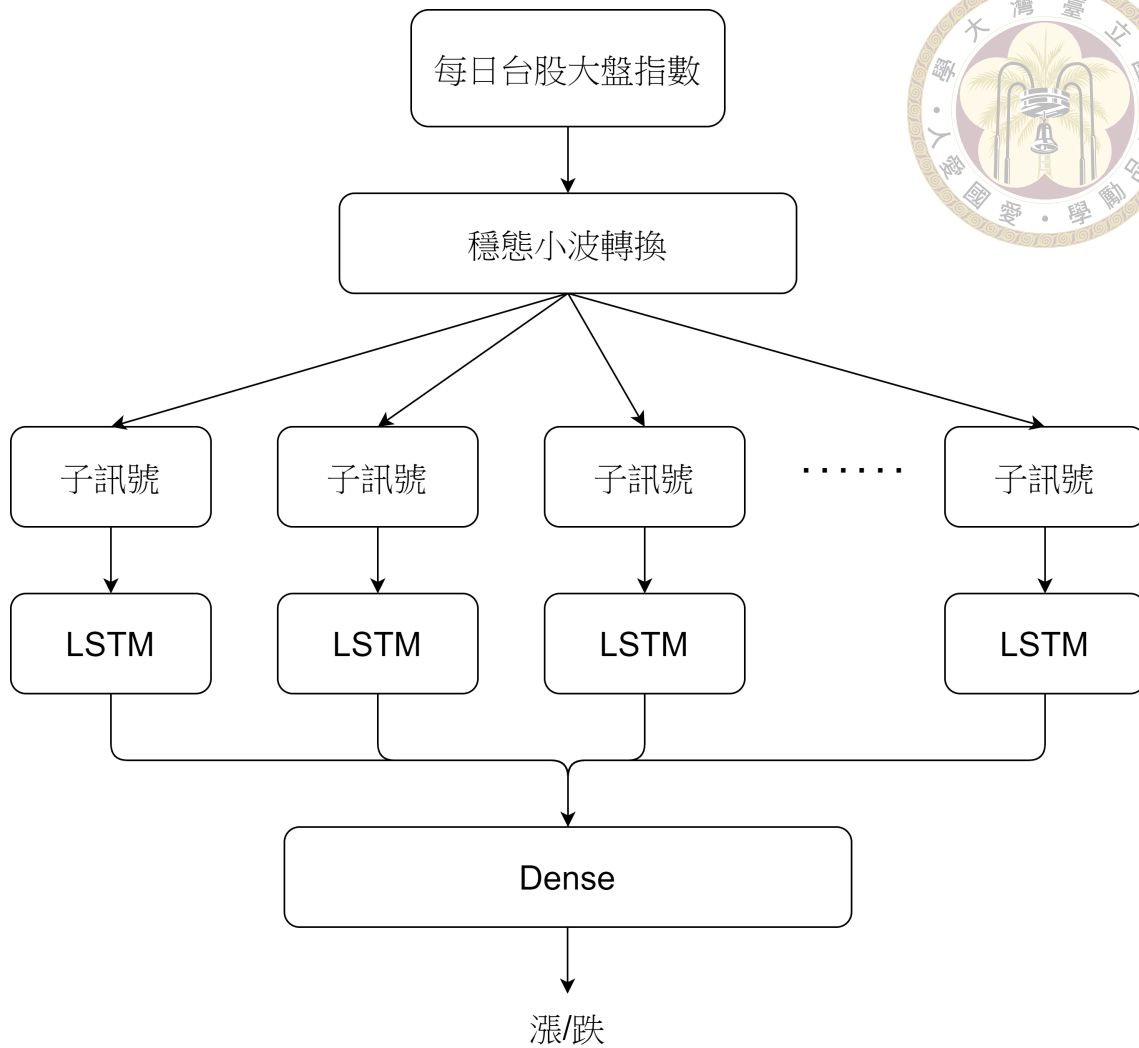 每日台股大盤指數
穩態小波轉換
子訊號 子訊號 子訊號 ⋯⋯ 子訊號
LSTM LSTM LSTM LSTM
Dense
漲/跌